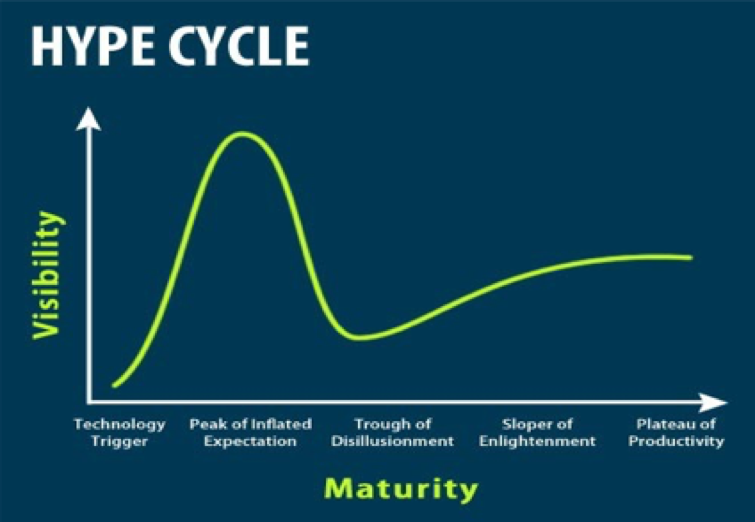 HYPE CYCLE
Visibility
Technology
Trigger
Peak of Inflated
Expectation
Trough of
Disillusionment
Sloper of
Enlightenment
Plateau of
Productivity
Maturity